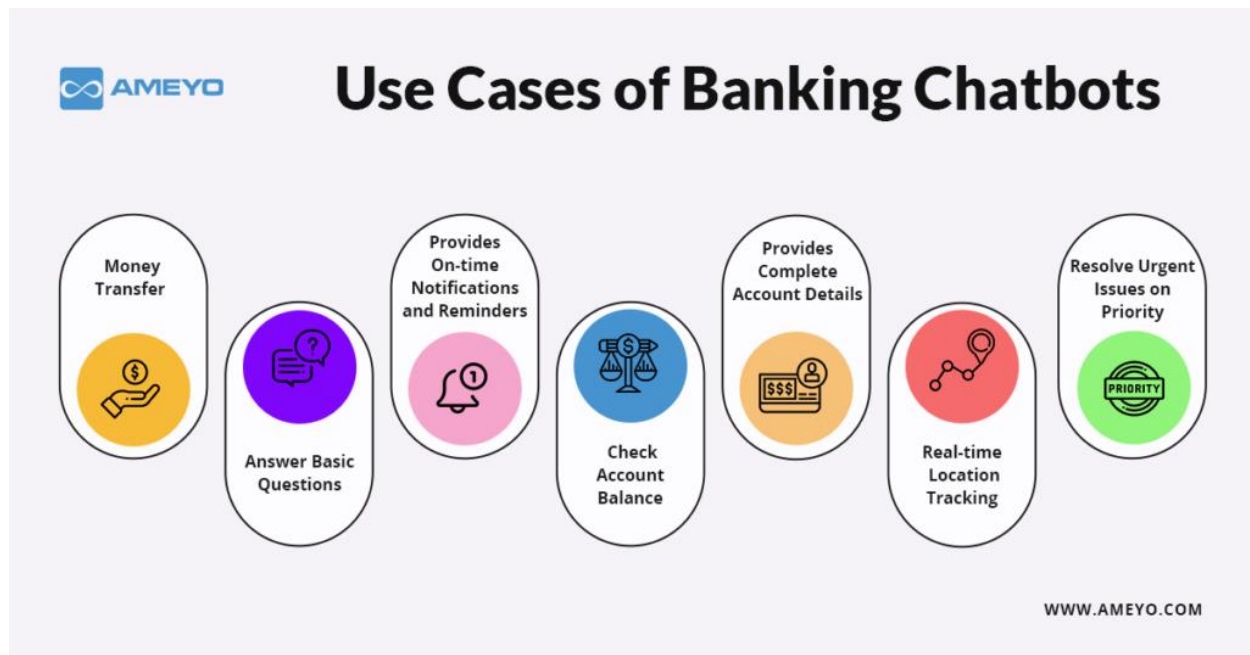 AMEYO
Use Cases of Banking Chatbots
Money
Transfer
$
?
Answer Basic
Questions
Provides
On-time
Notifications
and Reminders
1
$
Check
Account
Balance
Provides
Complete
Account Details
$$$
Real-time
Location
Tracking
Resolve Urgent
Issues on
Priority
PRIORITY
WWW.AMEYO.COM